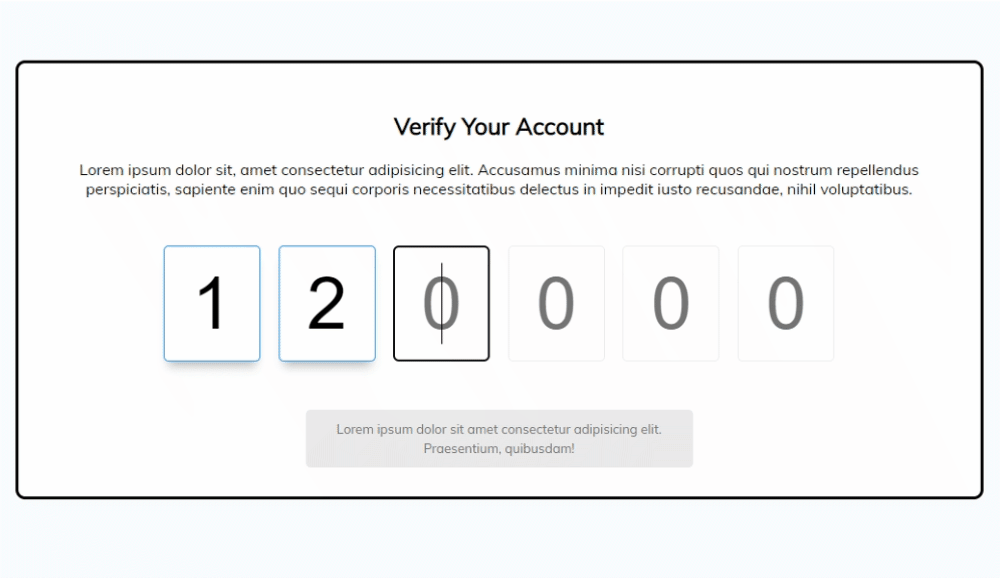 Verify Your Account
Lorem ipsum dolor sit, amet consectetur adipisicing elit. Accusamus minima nisi corrupti quos qui nostrum repellendus
perspiciatis, sapiente enim quo sequi corporis necessitatibus delectus in impedit iusto recusandae, nihil voluptatibus.
1 2 0 0 0 0
Lorem ipsum dolor sit amet consectetur adipisicing elit.
Praesentium, quibusdam!